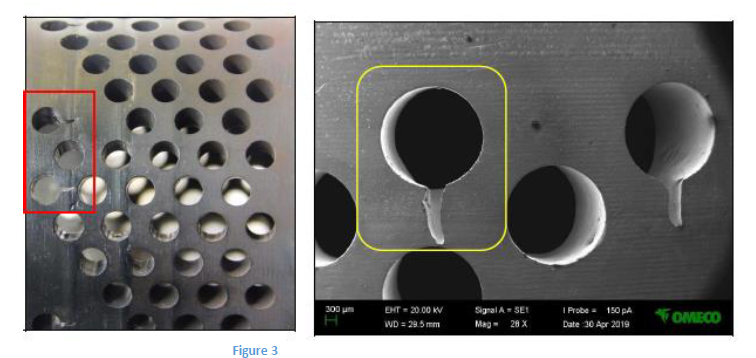 300 µm
EHT = 20.00 kV
Signal A = SE1
I Probe = 150 pA
WD = 29.5 mm
Mag = 28 X
Date :30 Apr 2019
OMECO
Figure 3